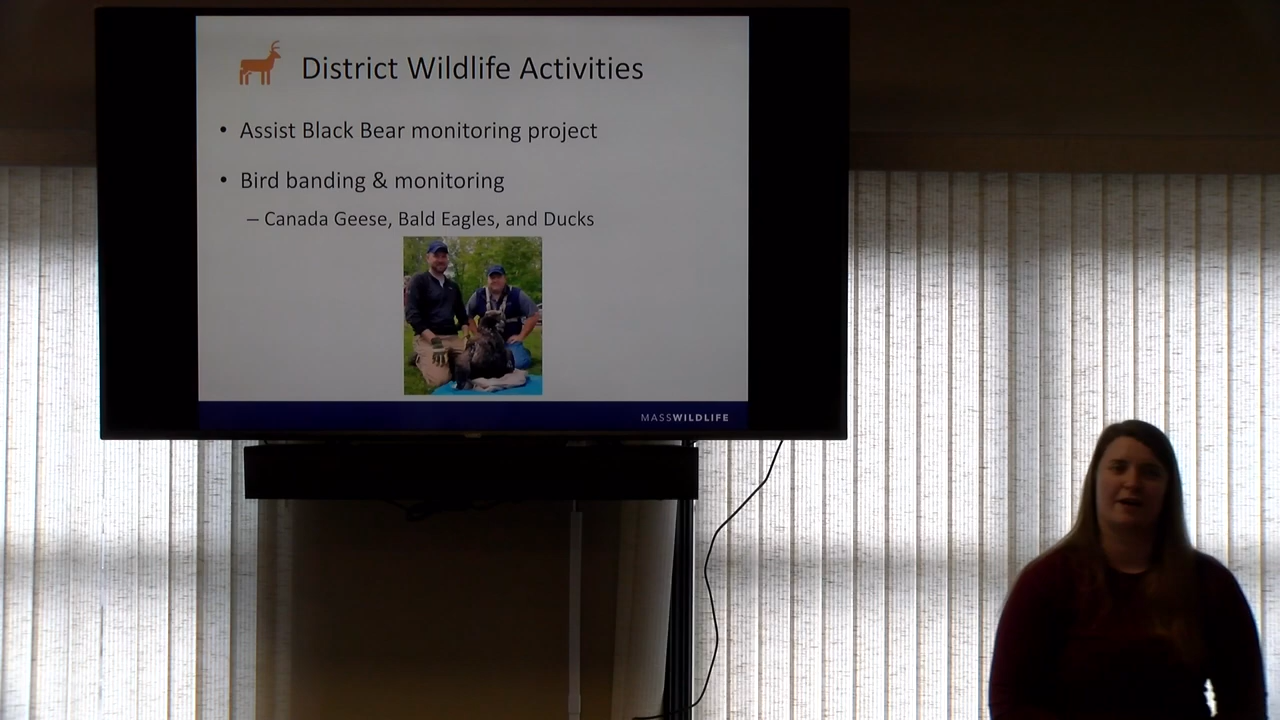 District Wildlife Activities
• Assist Black Bear monitoring project
• Bird banding & monitoring
– Canada Geese, Bald Eagles, and Ducks
MASSWILDLIFE